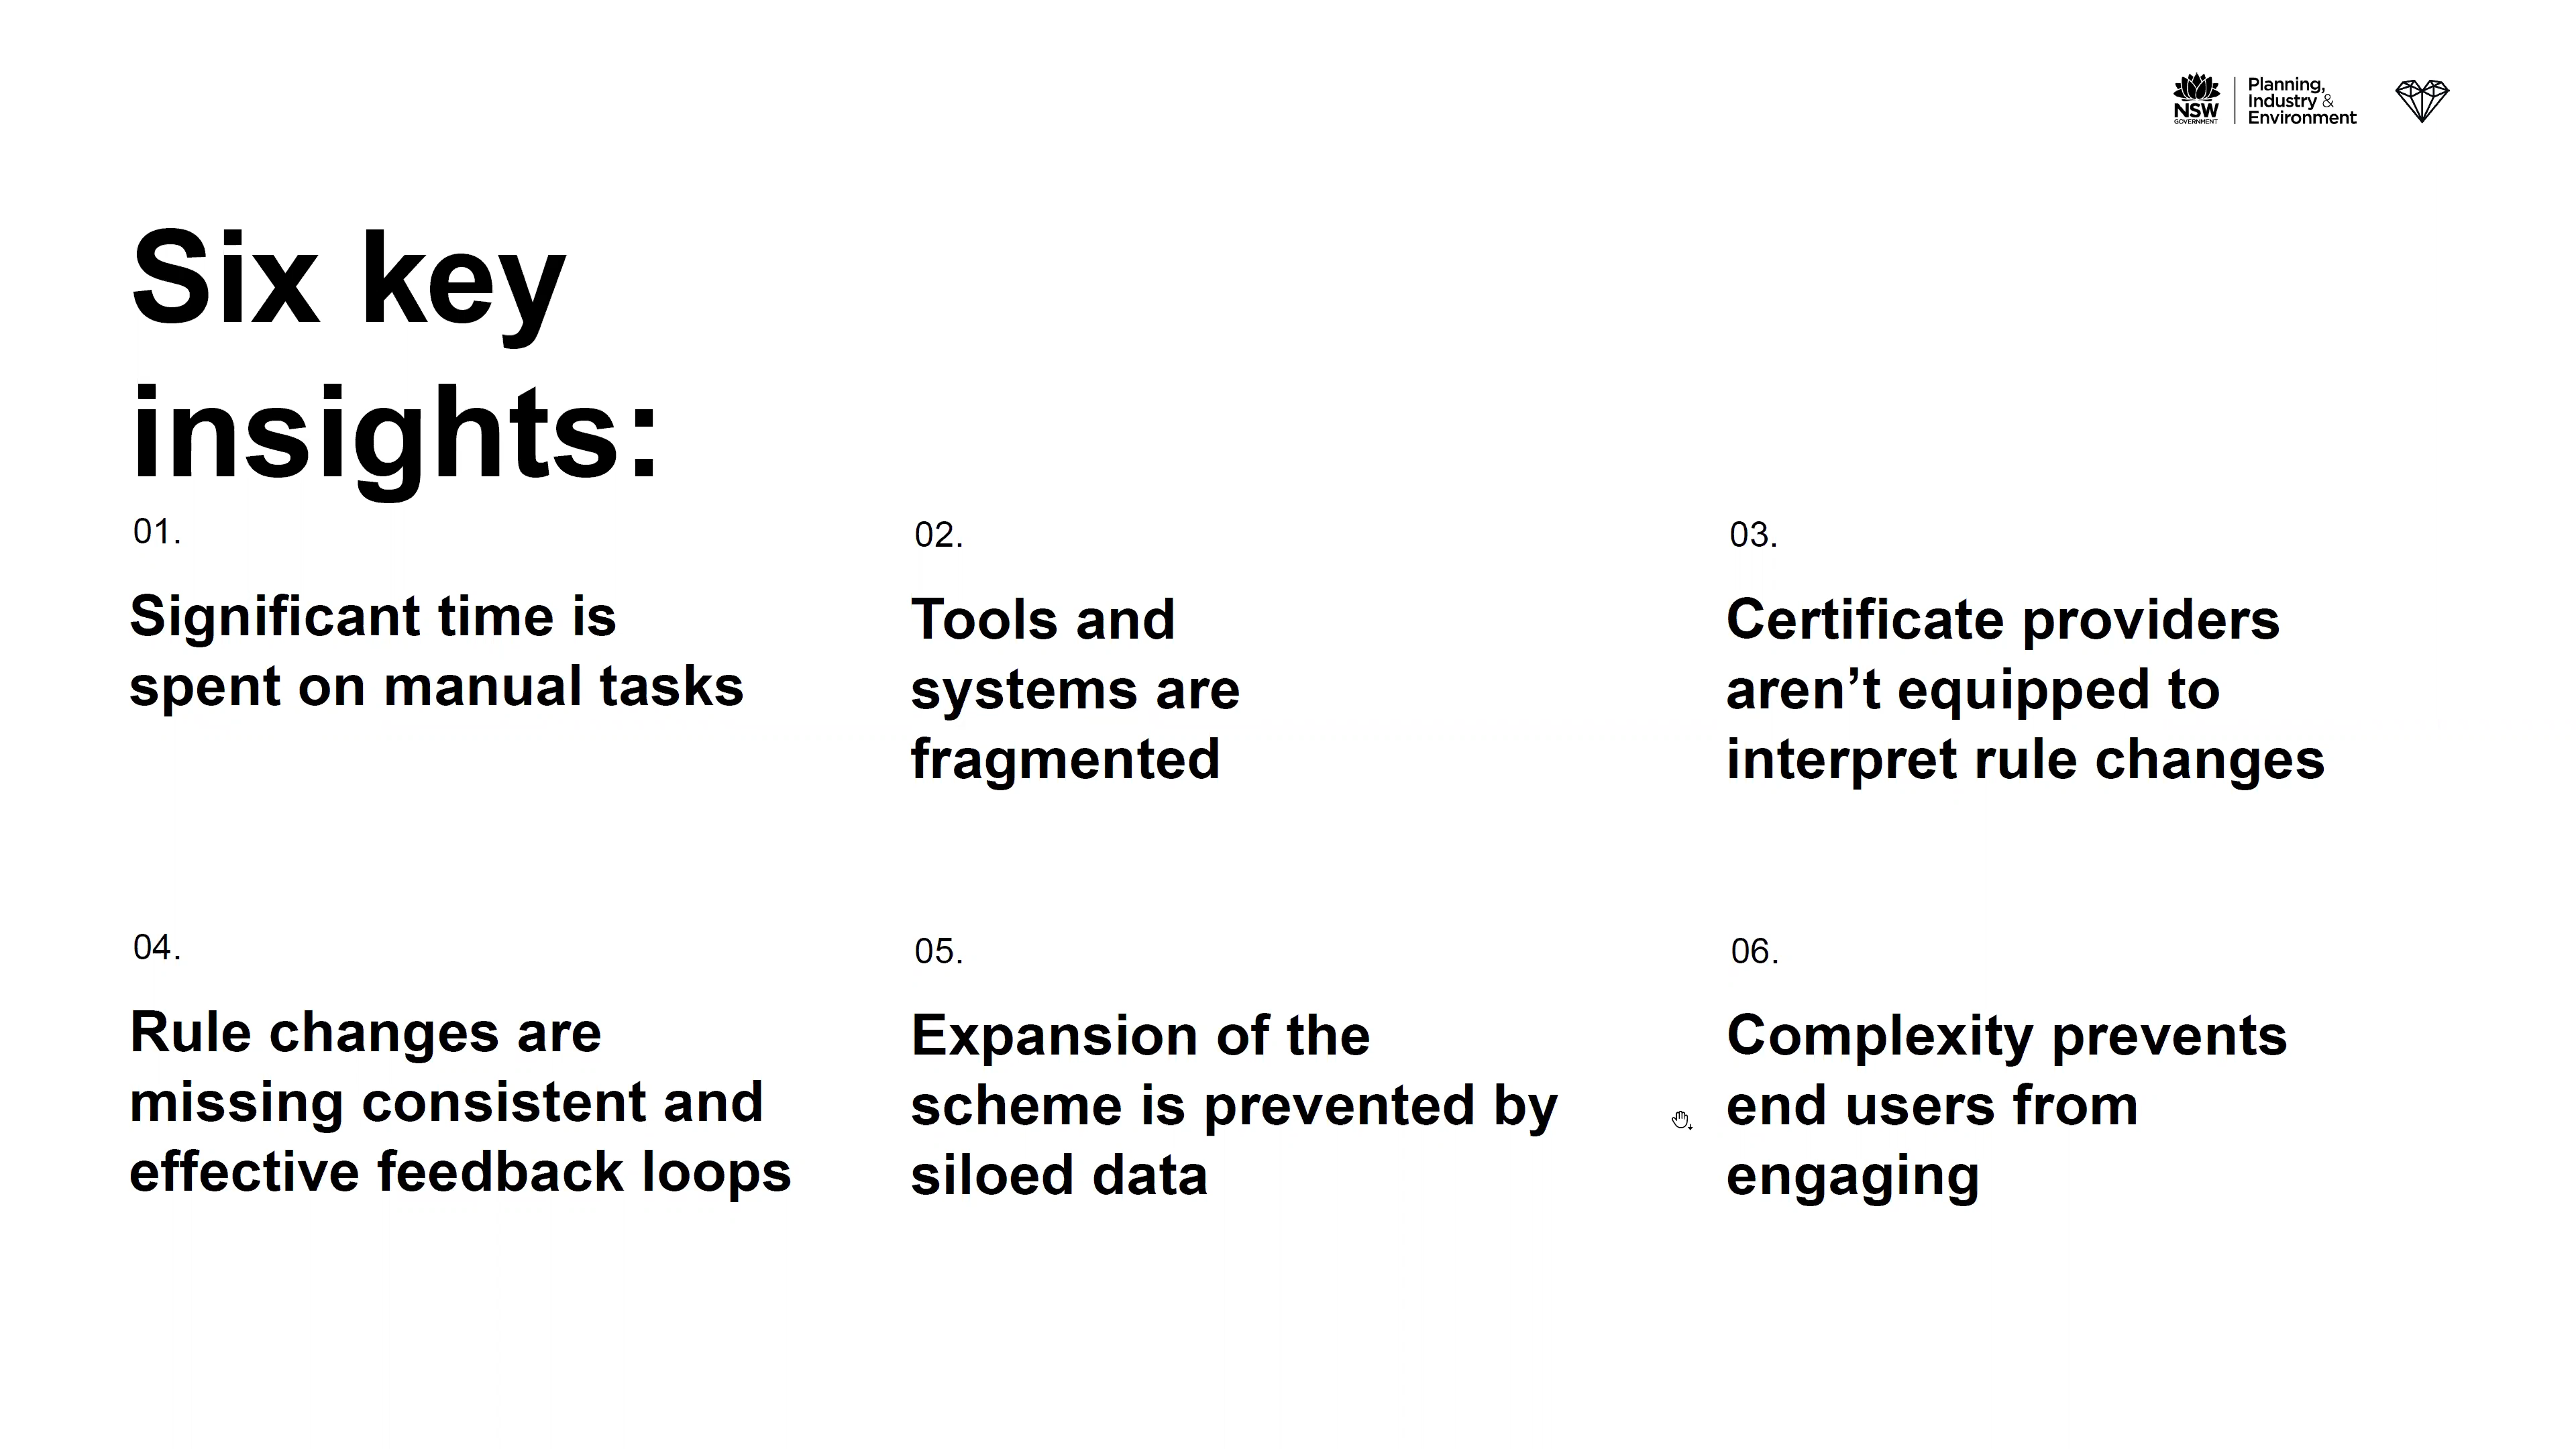 NSW
GOVERNMENT
Planning,
Industry &
Environment
Six key
insights:
01.
Significant time is
spent on manual tasks
02.
Tools and
systems are
fragmented
03.
Certificate providers
aren’t equipped to
interpret rule changes
04.
Rule changes are
missing consistent and
effective feedback loops
05.
Expansion of the
scheme is prevented by
siloed data
06.
Complexity prevents
end users from
engaging